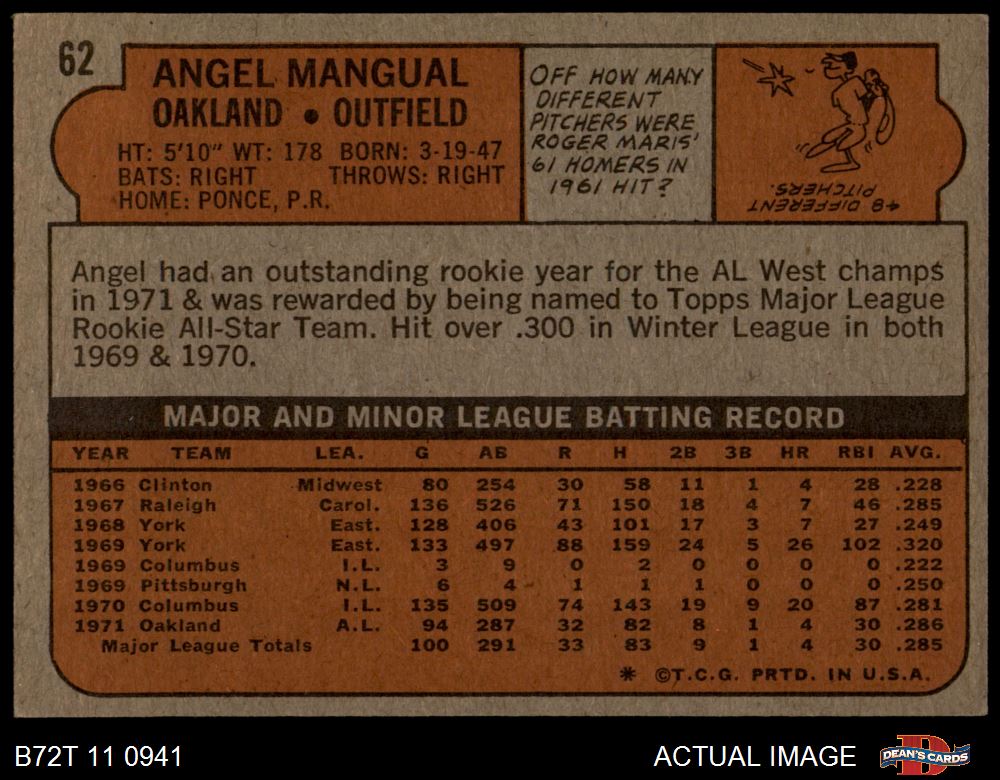 62
ANGEL MANGUAL
OAKLAND • OUTFIELD
HT: 5'10" WT: 178 BORN: 3-19-47
BATS: RIGHT THROWS: RIGHT
HOME: PONCE, P.R.
OFF HOW MANY
DIFFERENT
PITCHERS WERE
ROGER MARIS'
61 HOMERS IN
1961 HIT?
48 DIFFERENT
PITCHERS.
Angel had an outstanding rookie year for the AL West champs
in 1971 & was rewarded by being named to Topps Major League
Rookie All-Star Team. Hit over .300 in Winter League in both
1969 & 1970.
MAJOR AND MINOR LEAGUE BATTING RECORD
YEAR TEAM LEA. G AB R H 2B 3B HR RBI AVG.
1966 Clinton Midwest 80 254 30 58 11 1 4 28 .228
1967 Raleigh Carol. 136 526 71 150 18 4 7 46 .285
1968 York East. 128 406 43 101 17 3 7 27 .249
1969 York East. 133 497 88 159 24 5 26 102 .320
1969 Columbus I.L. 3 9 0 2 0 0 0 0 .222
1969 Pittsburgh N.L. 6 4 1 1 1 0 0 0 .250
1970 Columbus I.L. 135 509 74 143 19 9 20 87 .281
1971 Oakland A.L. 94 287 32 82 8 1 4 30 .286
Major League Totals 100 291 33 83 9 1 4 30 .285
* ©T.C.G. PRTD. IN U.S.A.
B72T 11 0941 ACTUAL IMAGE DEAN'S CARDS